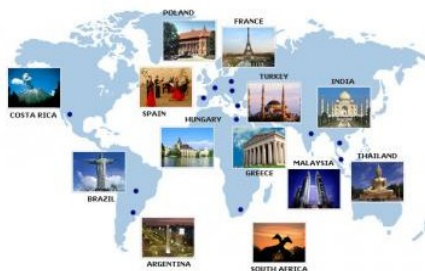 POLAND
FRANCE
TURKEY
INDIA
COSTA RICA
SPAIN
HUNGARY
GREECE
MALAYSIA
THAILAND
BRAZIL
ARGENTINA
SOUTH AFRICA